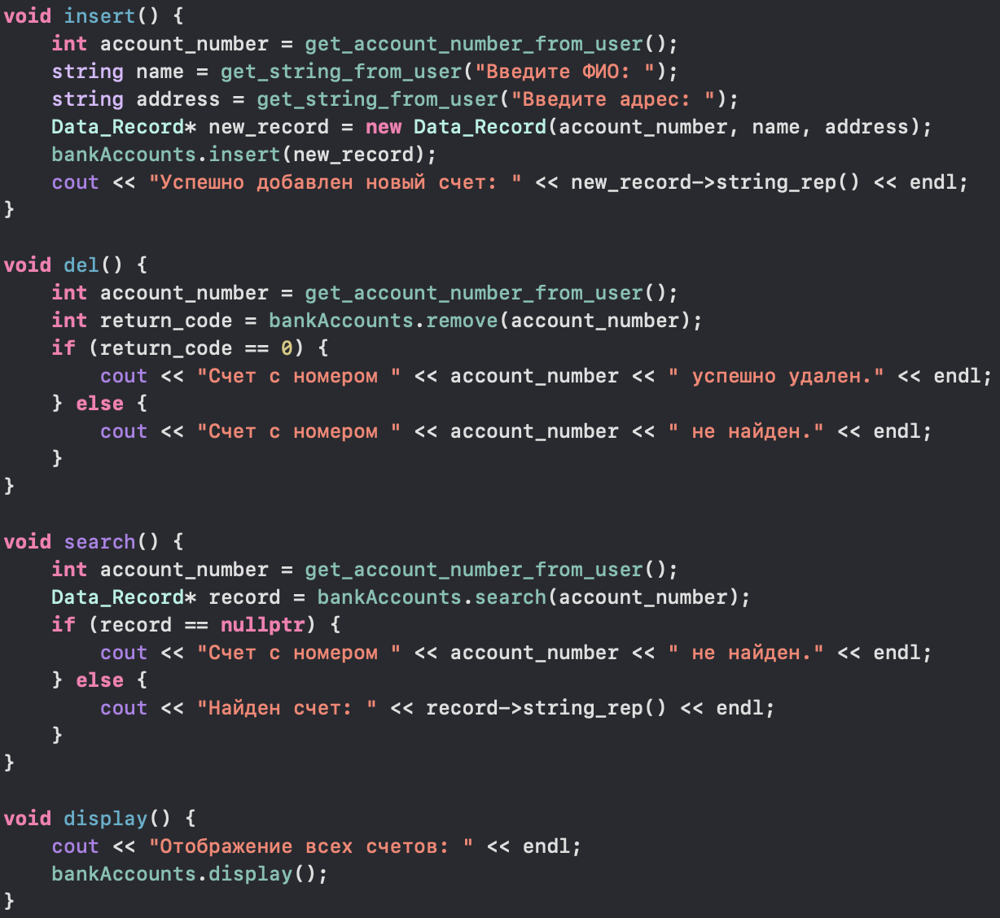 void insert() {
    int account_number = get_account_number_from_user();
    string name = get_string_from_user("Введите ФИО: ");
    string address = get_string_from_user("Введите адрес: ");
    Data_Record* new_record = new Data_Record(account_number, name, address);
    bankAccounts.insert(new_record);
    cout << "Успешно добавлен новый счет: " << new_record->string_rep() << endl;
}

void del() {
    int account_number = get_account_number_from_user();
    int return_code = bankAccounts.remove(account_number);
    if (return_code == 0) {
        cout << "Счет с номером " << account_number << " успешно удален." << endl;
    } else {
        cout << "Счет с номером " << account_number << " не найден." << endl;
    }
}

void search() {
    int account_number = get_account_number_from_user();
    Data_Record* record = bankAccounts.search(account_number);
    if (record == nullptr) {
        cout << "Счет с номером " << account_number << " не найден." << endl;
    } else {
        cout << "Найден счет: " << record->string_rep() << endl;
    }
}

void display() {
    cout << "Отображение всех счетов: " << endl;
    bankAccounts.display();
}